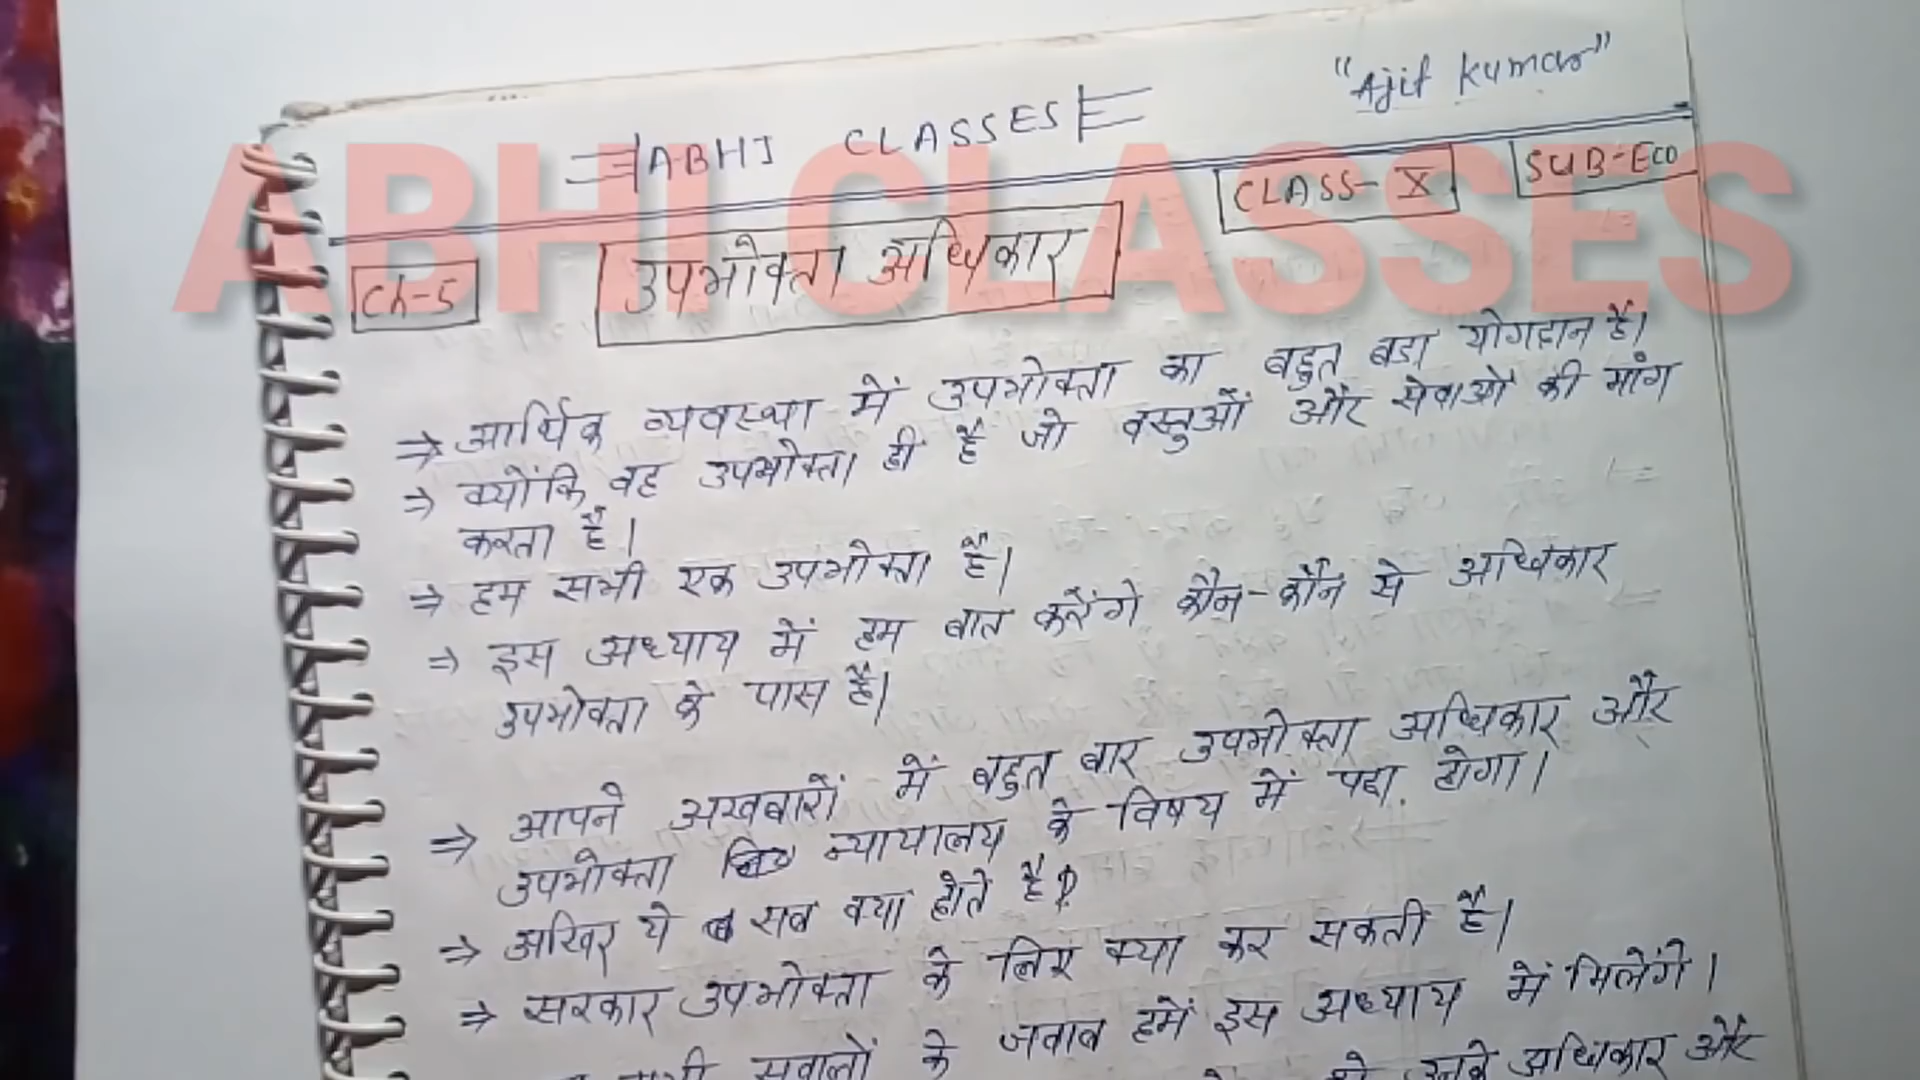 "Ajit Kumar"
ABHI CLASSES
ABHI CLASSES
CLASS-X
SUB-ECO
Ch-5
उपभोक्ता अधिकार
⇒ आर्थिक व्यवस्था में उपभोक्ता का बहुत बडा योगदान है।
⇒ क्योंकि वह उपभोक्ता ही है जो वस्तुओं और सेवाओं की मांग
करता है।
⇒ हम सभी एक उपभोक्ता है।
⇒ इस अध्याय में हम बात करेंगे कौन-कौन से अधिकार
उपभोक्ता के पास है।
⇒ आपने अखबारों में बहुत बार उपभोक्ता अधिकार और
उपभोक्ता न्यायालय के विषय में पढा होगा।
⇒ अखिर ये सब क्या होते है?
⇒ सरकार उपभोक्ता के लिए क्या कर सकती है।
सवालों के जवाब हमें इस अध्याय में मिलेंगे।
उनके अधिकार और